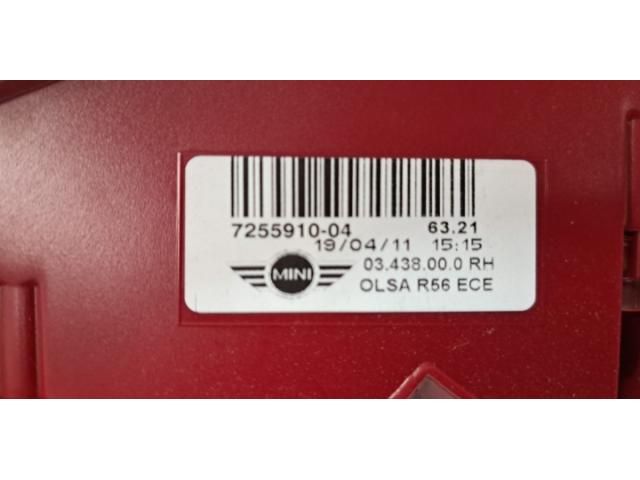 7255910-04 63.21
19/04/11 15:15
MINI 03.438.00.0 RH
OLSA R56 ECE